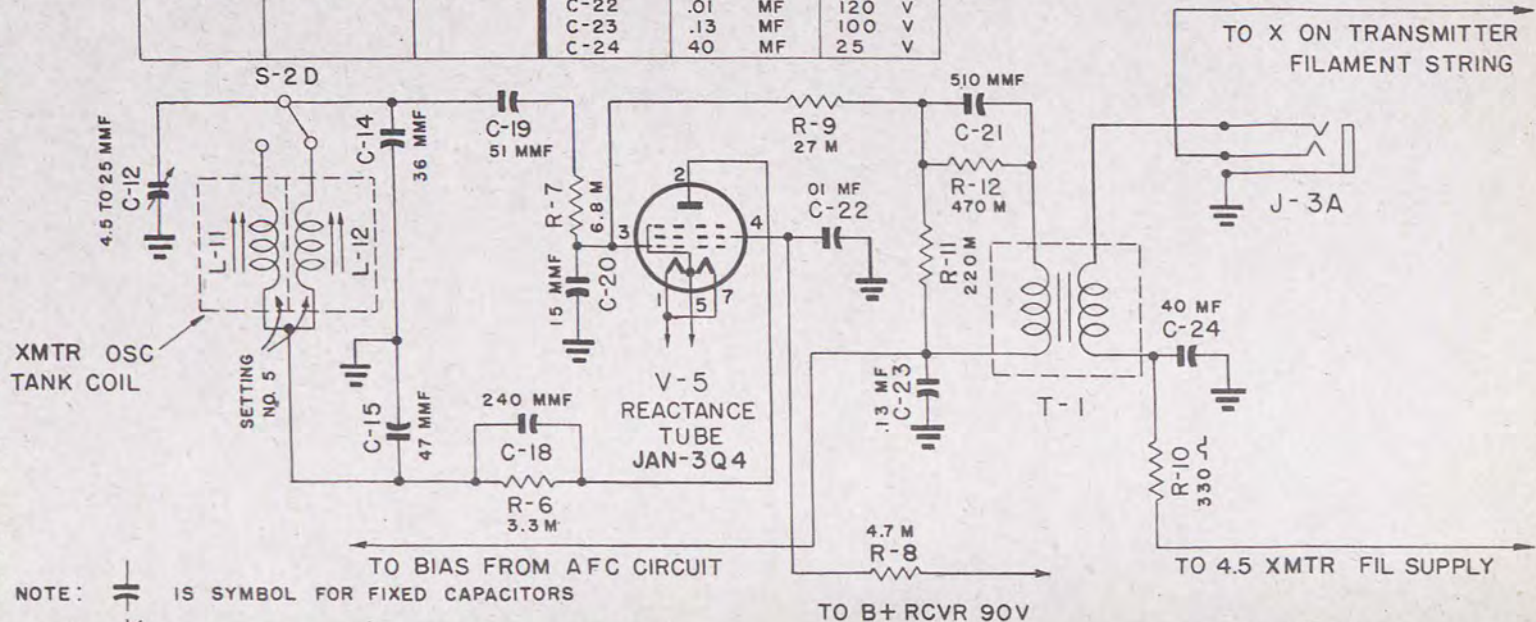 C-22 .01 MF 120 V
C-23 .13 MF 100 V
C-24 40 MF 25 V
TO X ON TRANSMITTER
FILAMENT STRING
S-2D
4.5 TO 25 MMF
C-12
C-14
36 MMF
C-19
51 MMF
R-7
6.8 M
R-9
27 M
510 MMF
C-21
R-12
470 M
J-3A
L-11
L-12
15 MMF
C-20
2
3
4
1
5
7
01 MF
C-22
R-11
220 M
40 MF
C-24
XMTR OSC
TANK COIL
SETTING
NO. 5
C-15
47 MMF
240 MMF
C-18
R-6
3.3 M
V-5
REACTANCE
TUBE
JAN-3Q4
.13 MF
C-23
T-1
R-10
330 Ω
4.7 M
R-8
TO BIAS FROM AFC CIRCUIT
TO 4.5 XMTR FIL SUPPLY
NOTE: IS SYMBOL FOR FIXED CAPACITORS
TO B+ RCVR 90V